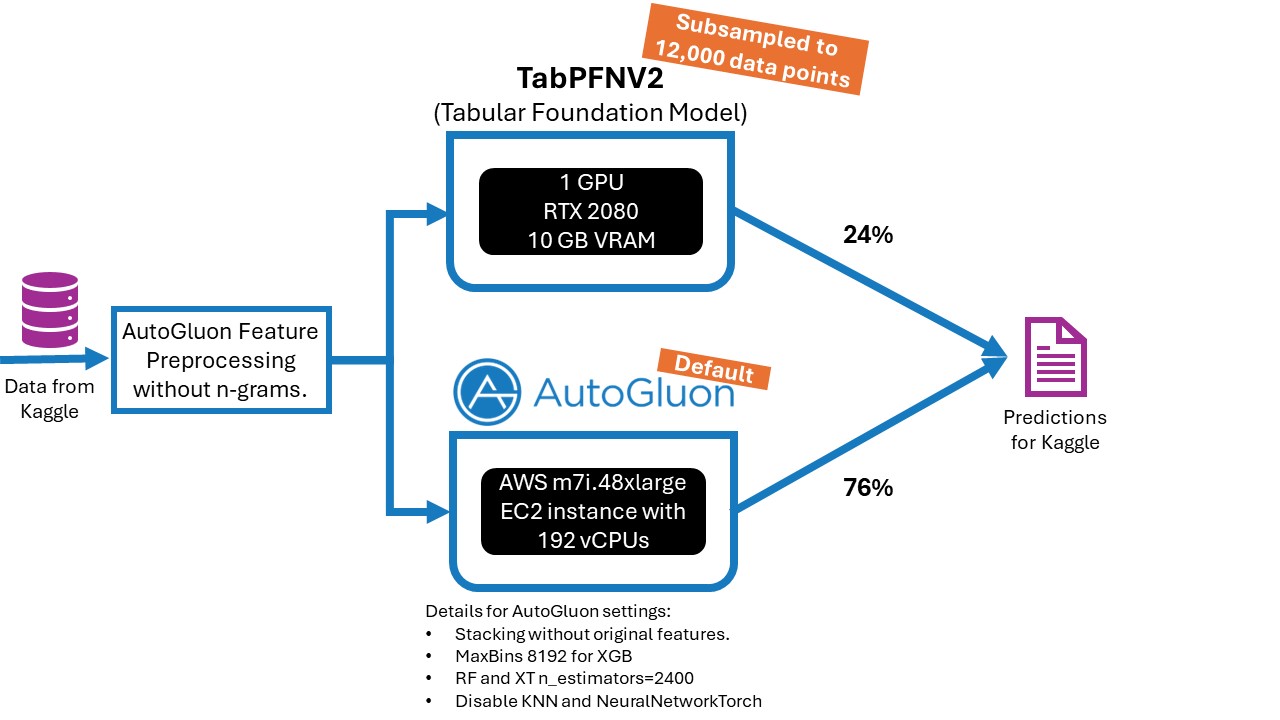 Subsampled to
12,000 data points
TabPFNV2
(Tabular Foundation Model)
1 GPU
RTX 2080
10 GB VRAM
24%
Data from
Kaggle
AutoGluon Feature
Preprocessing
without n-grams.
Default
AutoGluon
AWS m7i.48xlarge
EC2 instance with
192 vCPUs
76%
Predictions
for Kaggle
Details for AutoGluon settings:
• Stacking without original features.
• MaxBins 8192 for XGB
• RF and XT n_estimators=2400
• Disable KNN and NeuralNetworkTorch